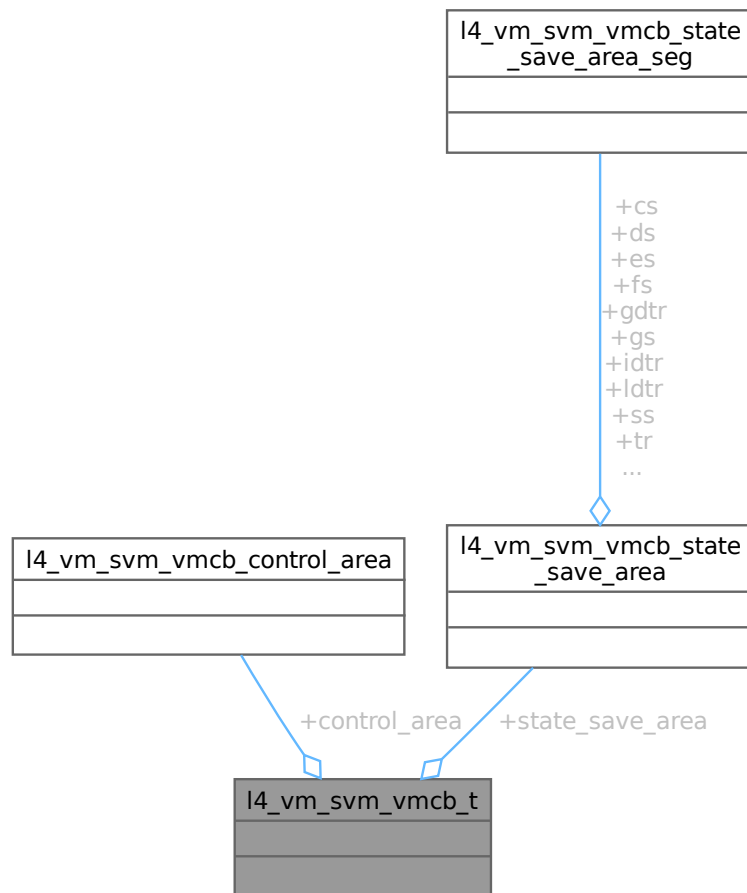 l4_vm_svm_vmcb_state
_save_area_seg
+cs
+ds
+es
+fs
+gdtr
+gs
+idtr
+ldtr
+ss
+tr
...
l4_vm_svm_vmcb_control_area
l4_vm_svm_vmcb_state
_save_area
+control_area
+state_save_area
l4_vm_svm_vmcb_t